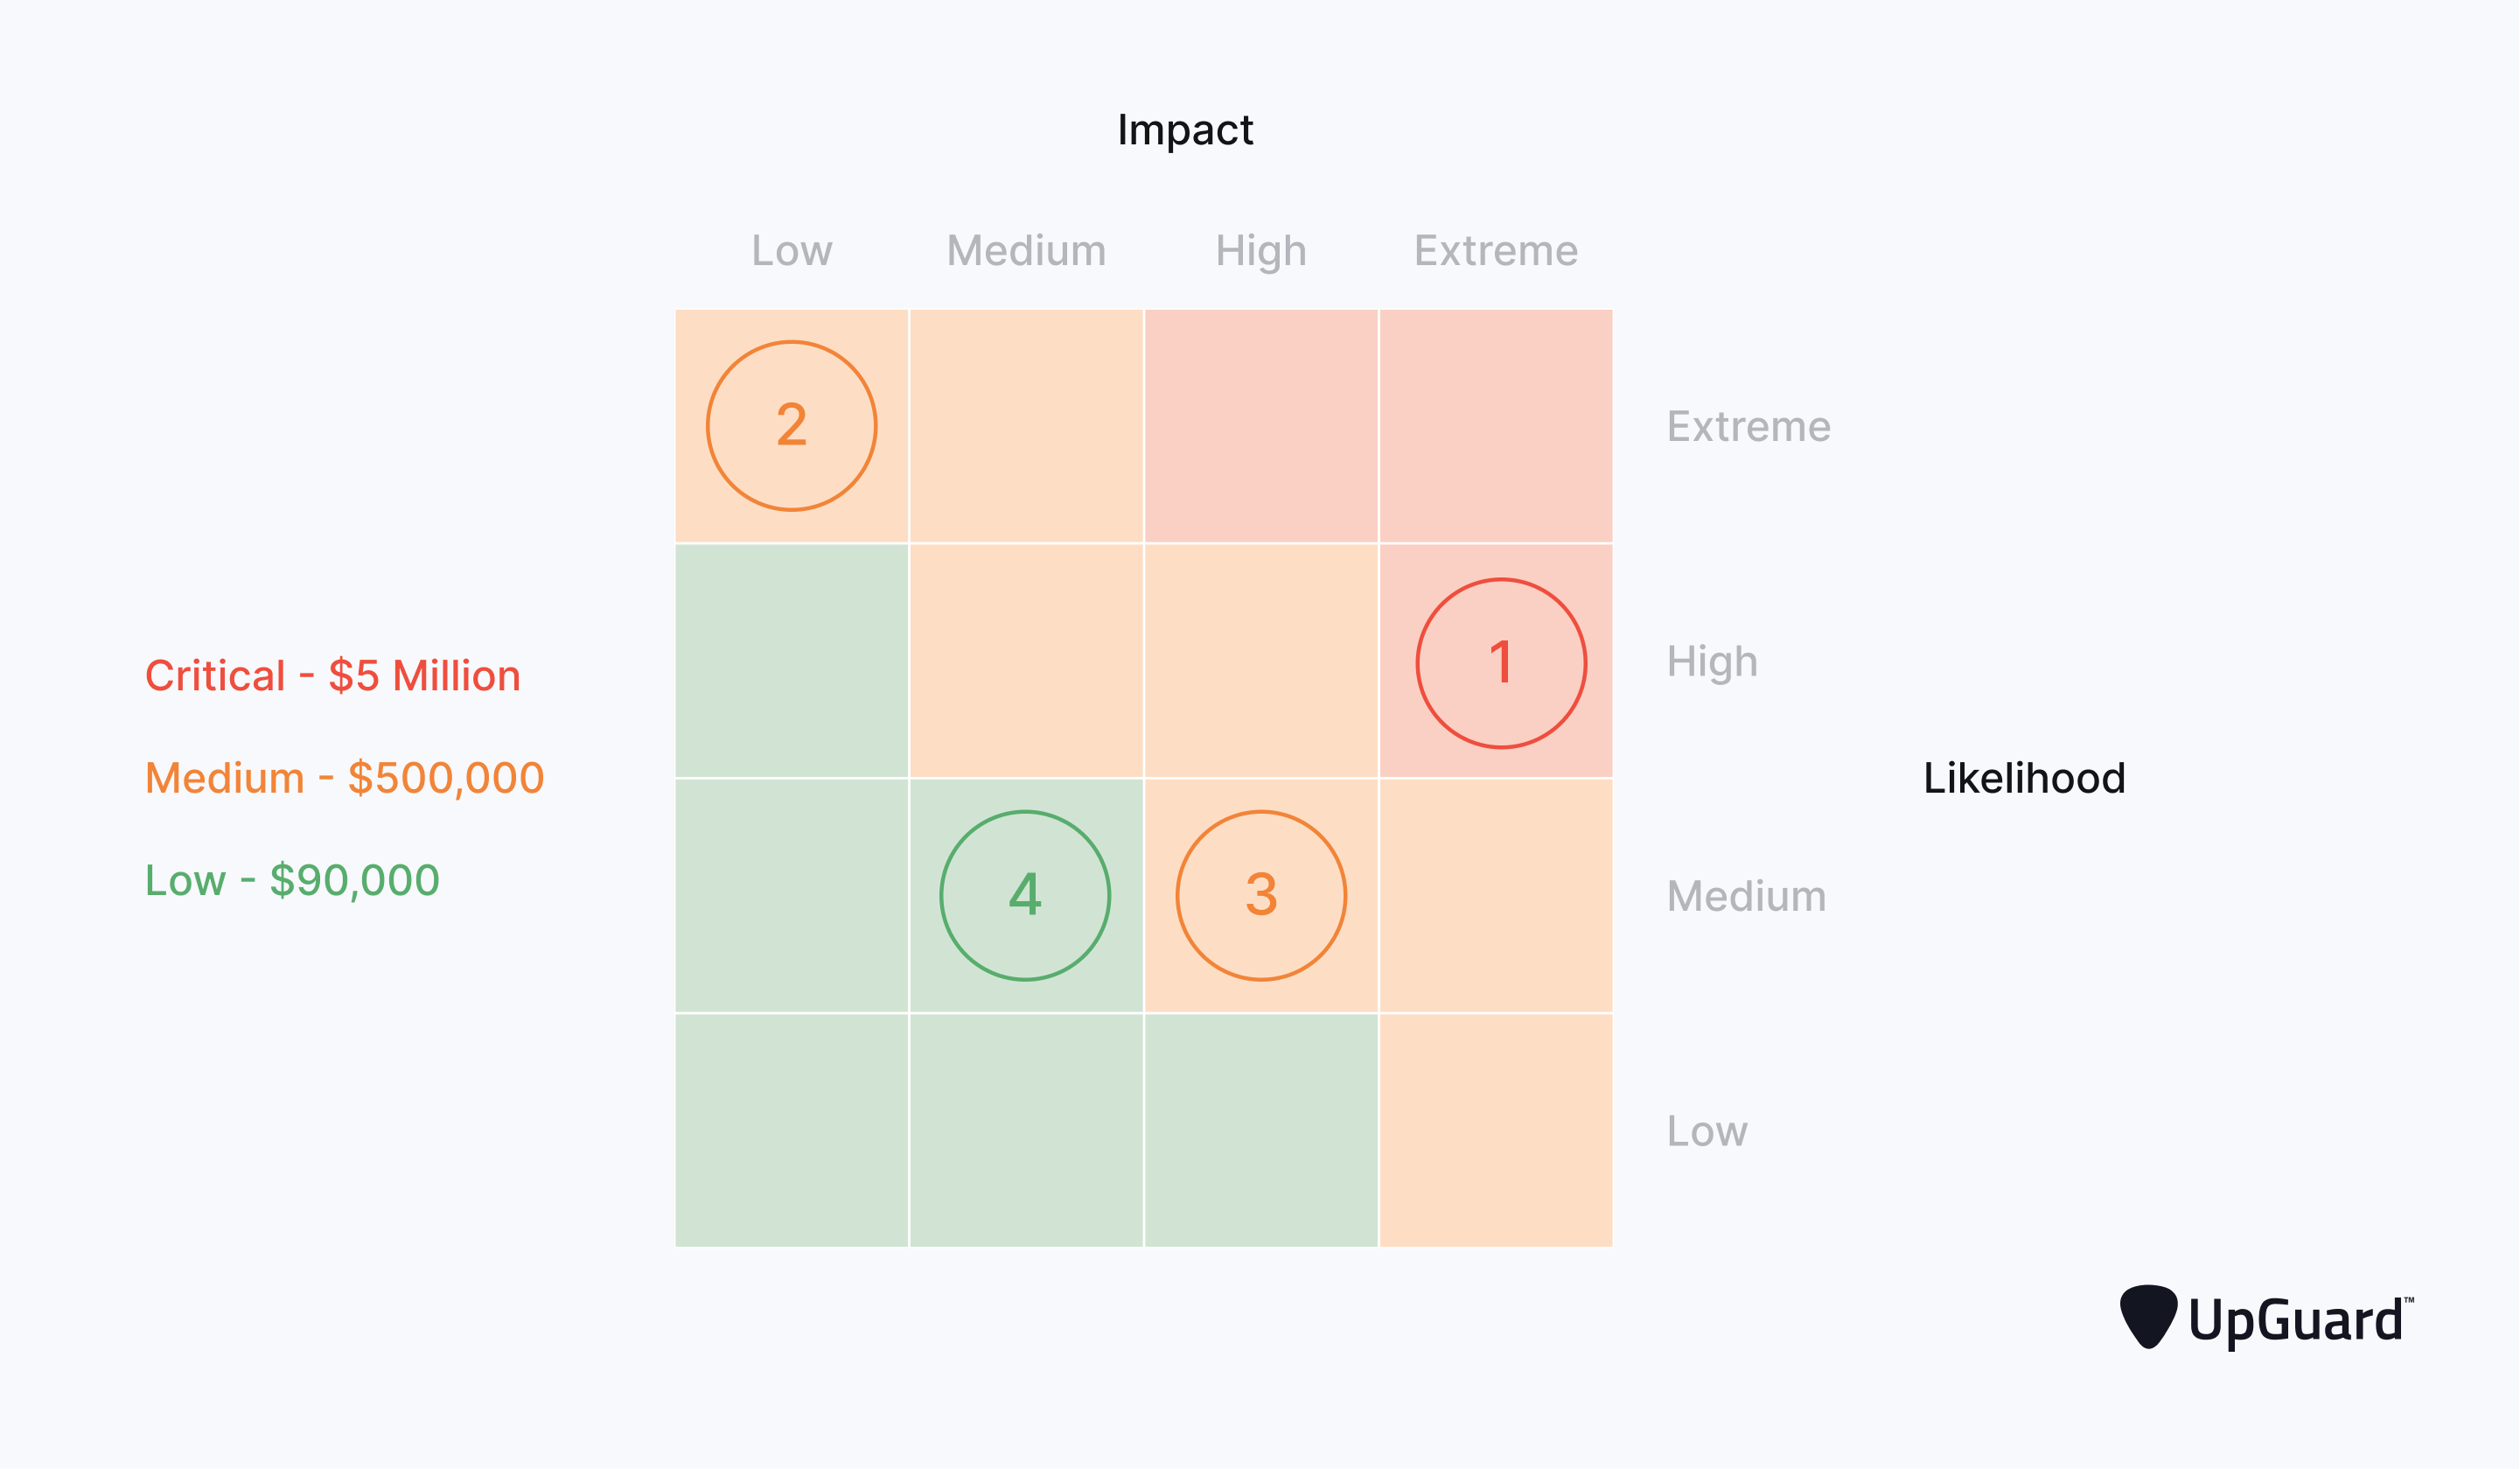 Impact
Low Medium High Extreme
2
Extreme
1
High
Critical - $5 Million
Medium - $500,000
Likelihood
Low - $90,000
4
3
Medium
Low
UpGuard™